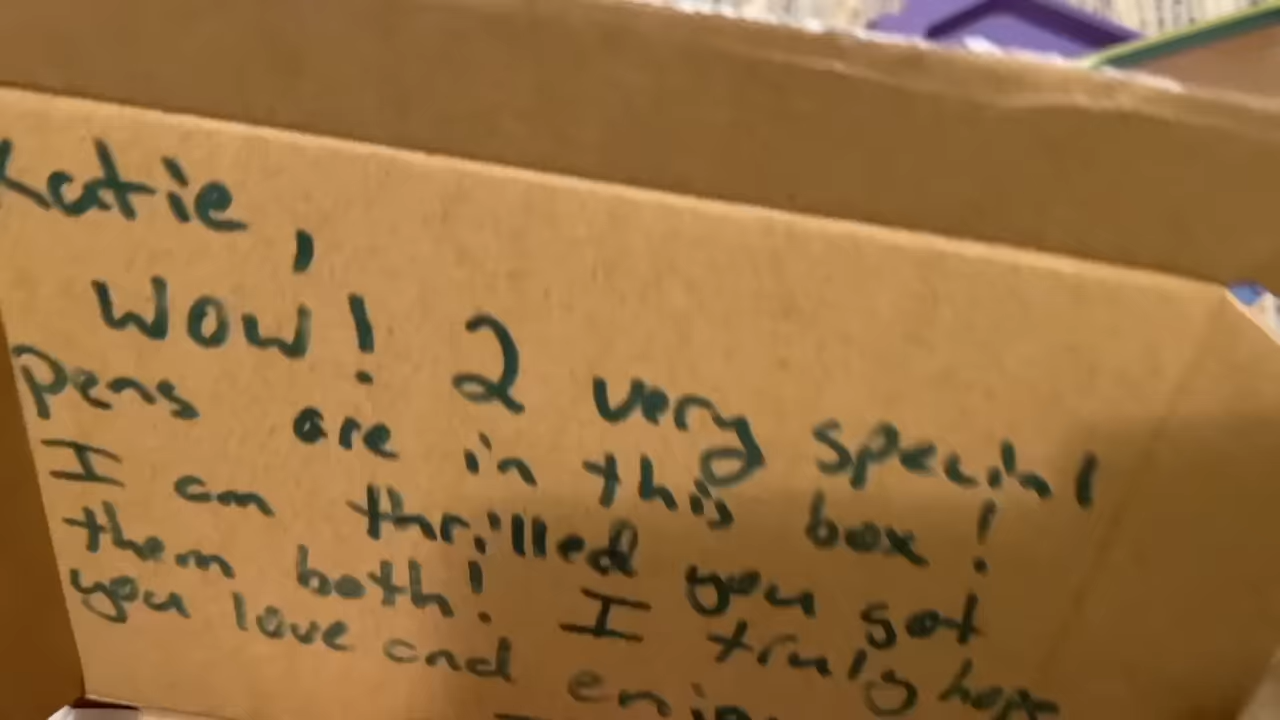 Katie,
WOW! 2 very special
Pens are in this box!
I am thrilled you got
them both! I truly hope
you love and